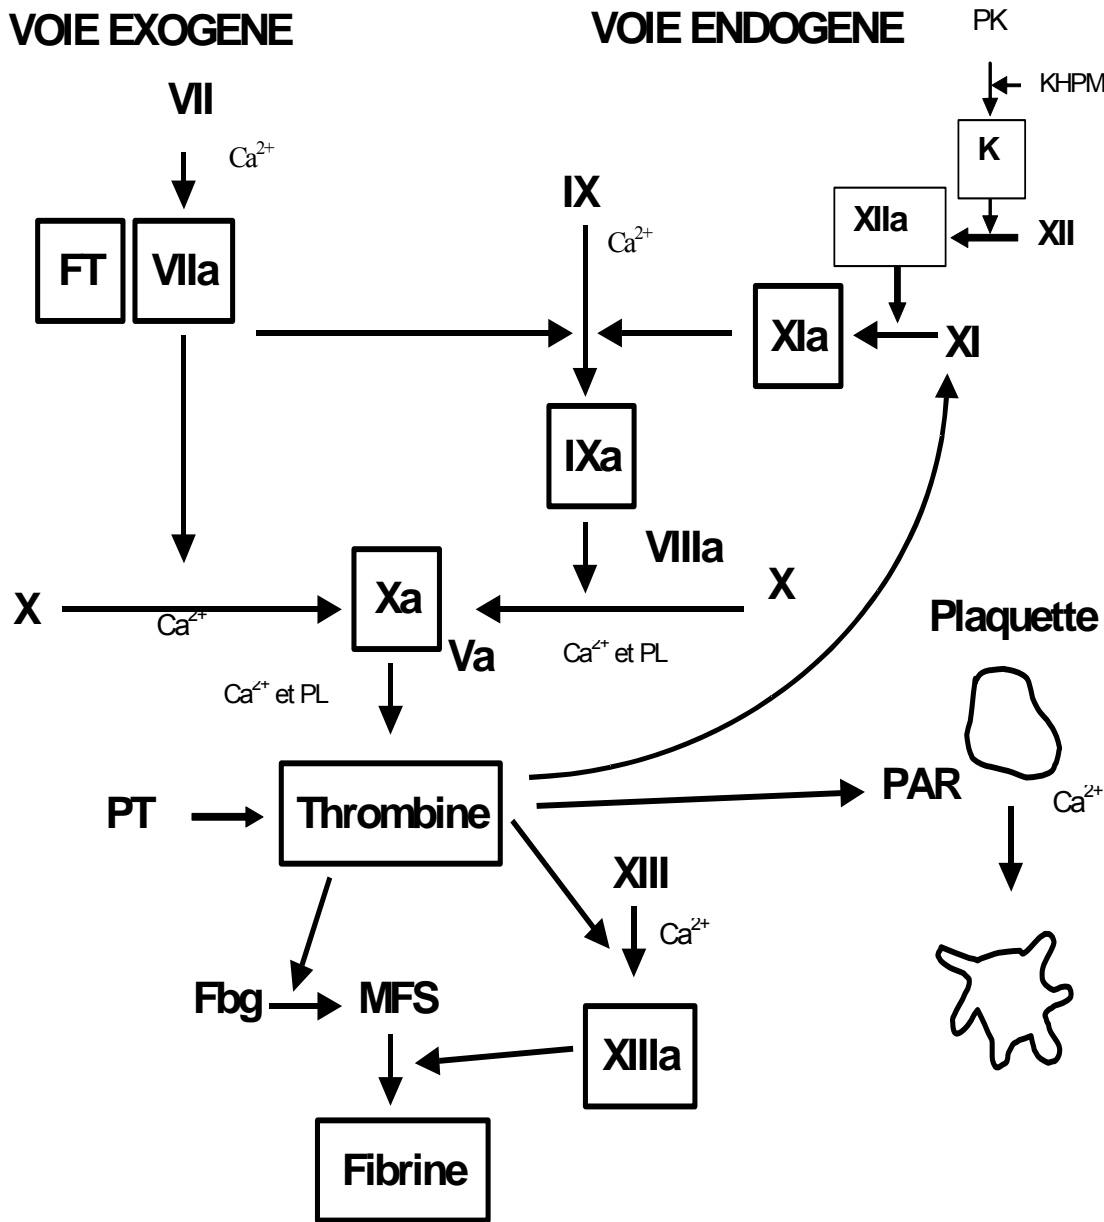 VOIE EXOGENE
VOIE ENDOGENE
PK
KHPM
VII
Ca²⁺
K
IX
Ca²⁺
XIIa
XII
FT
VIIa
XIa
XI
IXa
VIIIa
X
Ca²⁺
Xa
X
Va
Ca²⁺ et PL
Ca²⁺ et PL
Plaquette
PT
Thrombine
PAR
Ca²⁺
XIII
Ca²⁺
Fbg
MFS
XIIIa
Fibrine